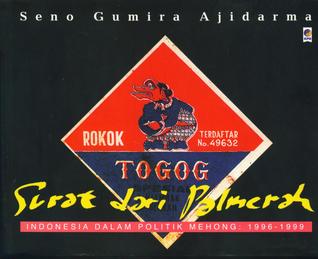 Seno Gumira Ajidarma
ROKOK
TERDAFTAR
No. 49632
TOGOG
Surat dari Palmerah
INDONESIA DALAM POLITIK MEHONG: 1996-1999